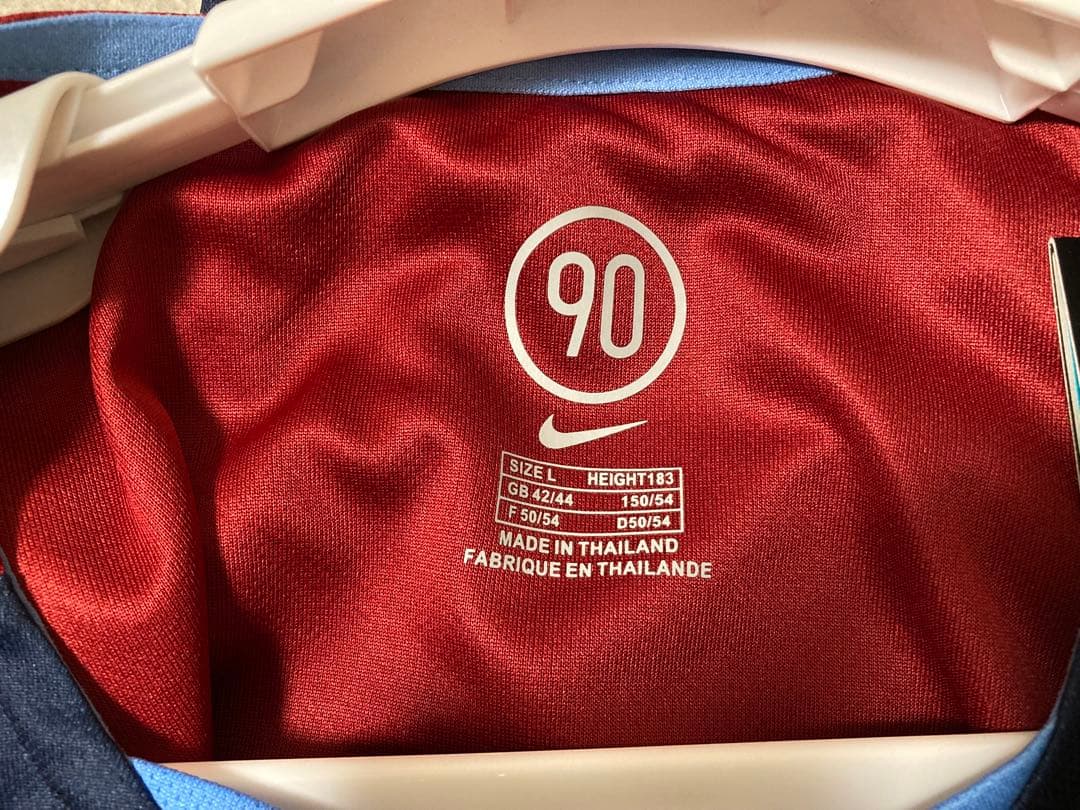 90
SIZE L HEIGHT183
GB 42/44 150/54
F 50/54 D50/54
MADE IN THAILAND
FABRIQUE EN THAILANDE